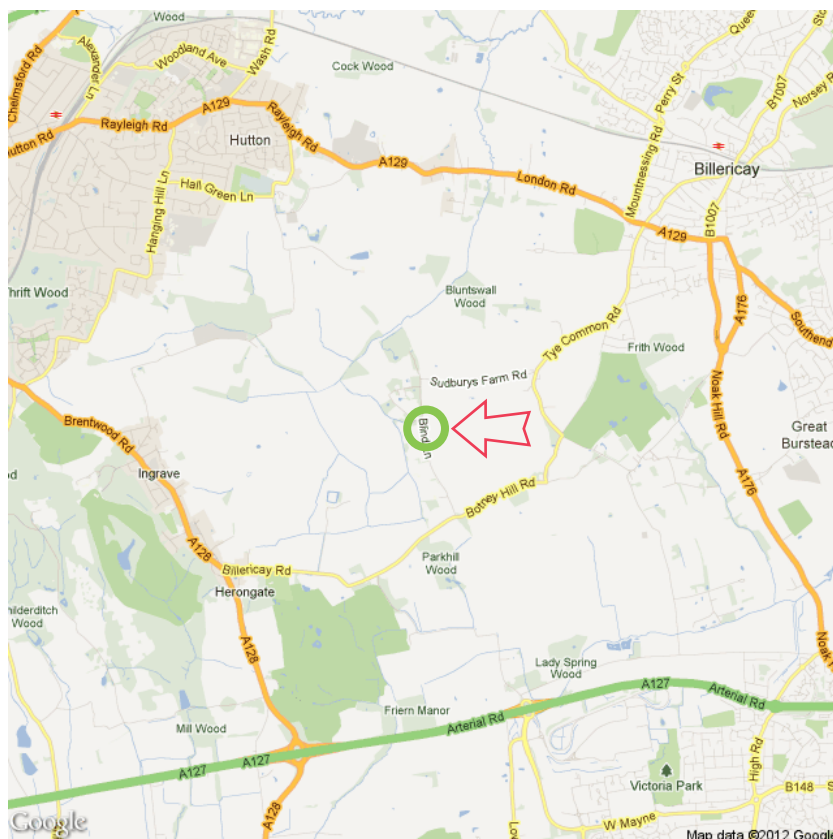 Wood
Queen
Sto
Alexander Ln
Woodland Ave
Wash Rd
Cock Wood
Perry St
B1007
Norsey R
Chelmsford Rd
A129
Rayleigh Rd
Rayleigh Rd
Hutton
Hutton Rd
A129
Mountnessing Rd
Billericay
Hall Green Ln
London Rd
B1007
Hanging Hill Ln
A129
Thrift Wood
Bluntswall
Wood
A176
Tye Common Rd
Southend
Frith Wood
Sudburys Farm Rd
Noak Hill Rd
Brentwood Rd
Blind Ln
Great
Burstead
Ingrave
A176
Botney Hill Rd
A128
Parkhill
Wood
Billericay Rd
Herongate
Childerditch
Wood
A128
Noak
Lady Spring
Wood
A127
Arterial Rd
Friern Manor
Mill Wood
Arterial Rd
A127
A127
High Rd
Victoria Park
B148
A128
W Mayne
Google
Map data ©2012 Google